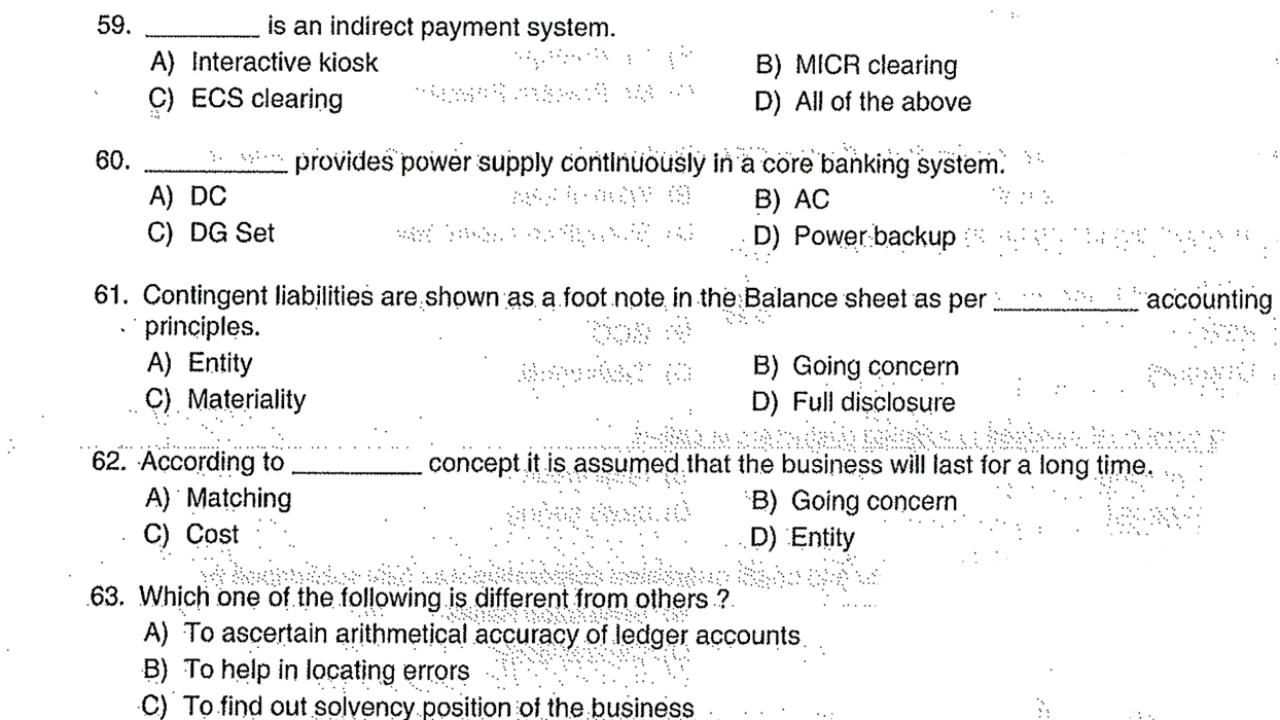 59. ________ is an indirect payment system.
A) Interactive kiosk B) MICR clearing
C) ECS clearing D) All of the above
60. __________ provides power supply continuously in a core banking system.
A) DC B) AC
C) DG Set D) Power backup
61. Contingent liabilities are shown as a foot note in the Balance sheet as per __________ accounting
principles.
A) Entity B) Going concern
C) Materiality D) Full disclosure
62. According to _________ concept it is assumed that the business will last for a long time.
A) Matching B) Going concern
C) Cost D) Entity
63. Which one of the following is different from others ?
A) To ascertain arithmetical accuracy of ledger accounts
B) To help in locating errors
C) To find out solvency position of the business